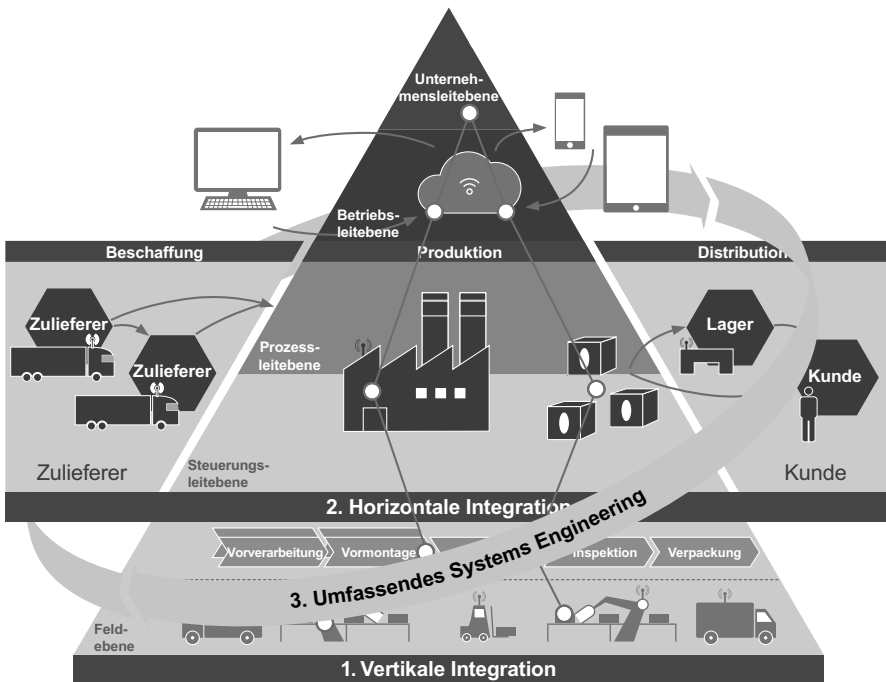 Unterneh-
mensleitebene
Betriebs-
leitebene
Beschaffung
Produktion
Distribution
Zulieferer
Zulieferer
Prozess-
leitebene
Lager
Kunde
Zulieferer
Steuerungs-
leitebene
Kunde
2. Horizontale Integration
Vorverarbeitung
Vormontage
Inspektion
Verpackung
3. Umfassendes Systems Engineering
Feld-
ebene
1. Vertikale Integration